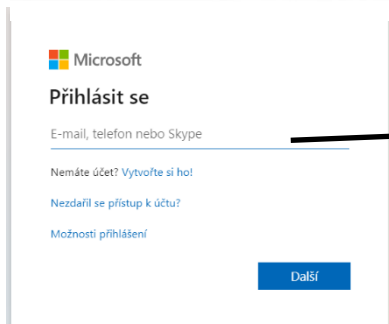 Microsoft
Přihlásit se
E-mail, telefon nebo Skype
Nemáte účet? Vytvořte si ho!
Nezdařil se přístup k účtu?
Možnosti přihlášení
Další